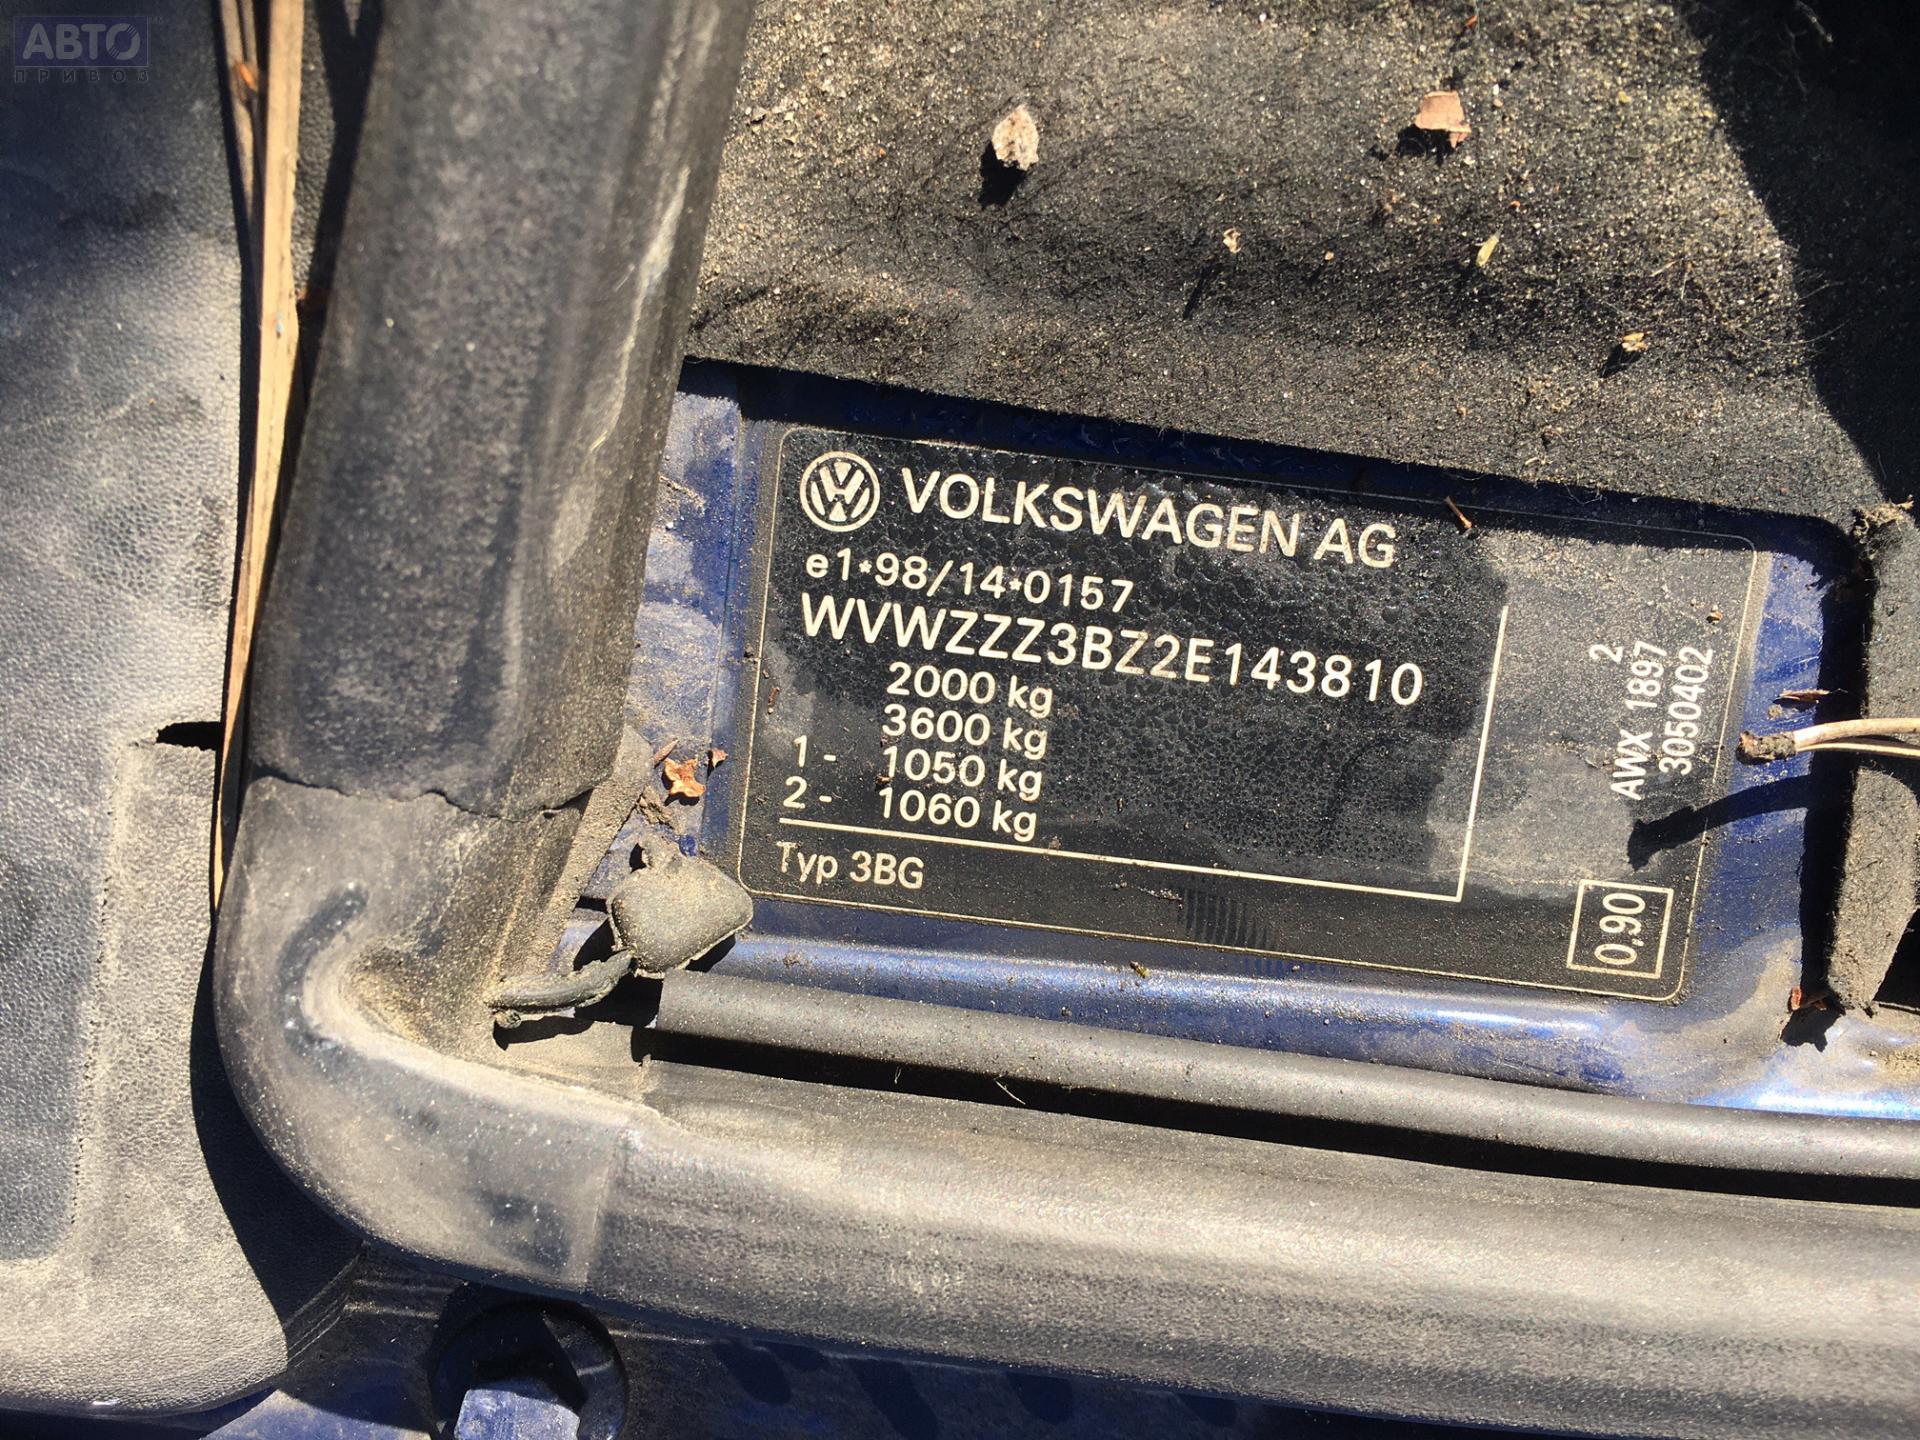 АВТО
ПРИВОЗ
VOLKSWAGEN AG
e1*98/14*0157
WVWZZZ3BZ2E143810
2000 kg
3600 kg
1 - 1050 kg
2 - 1060 kg
Typ 3BG
2
AWX 1897
3050402
0,90